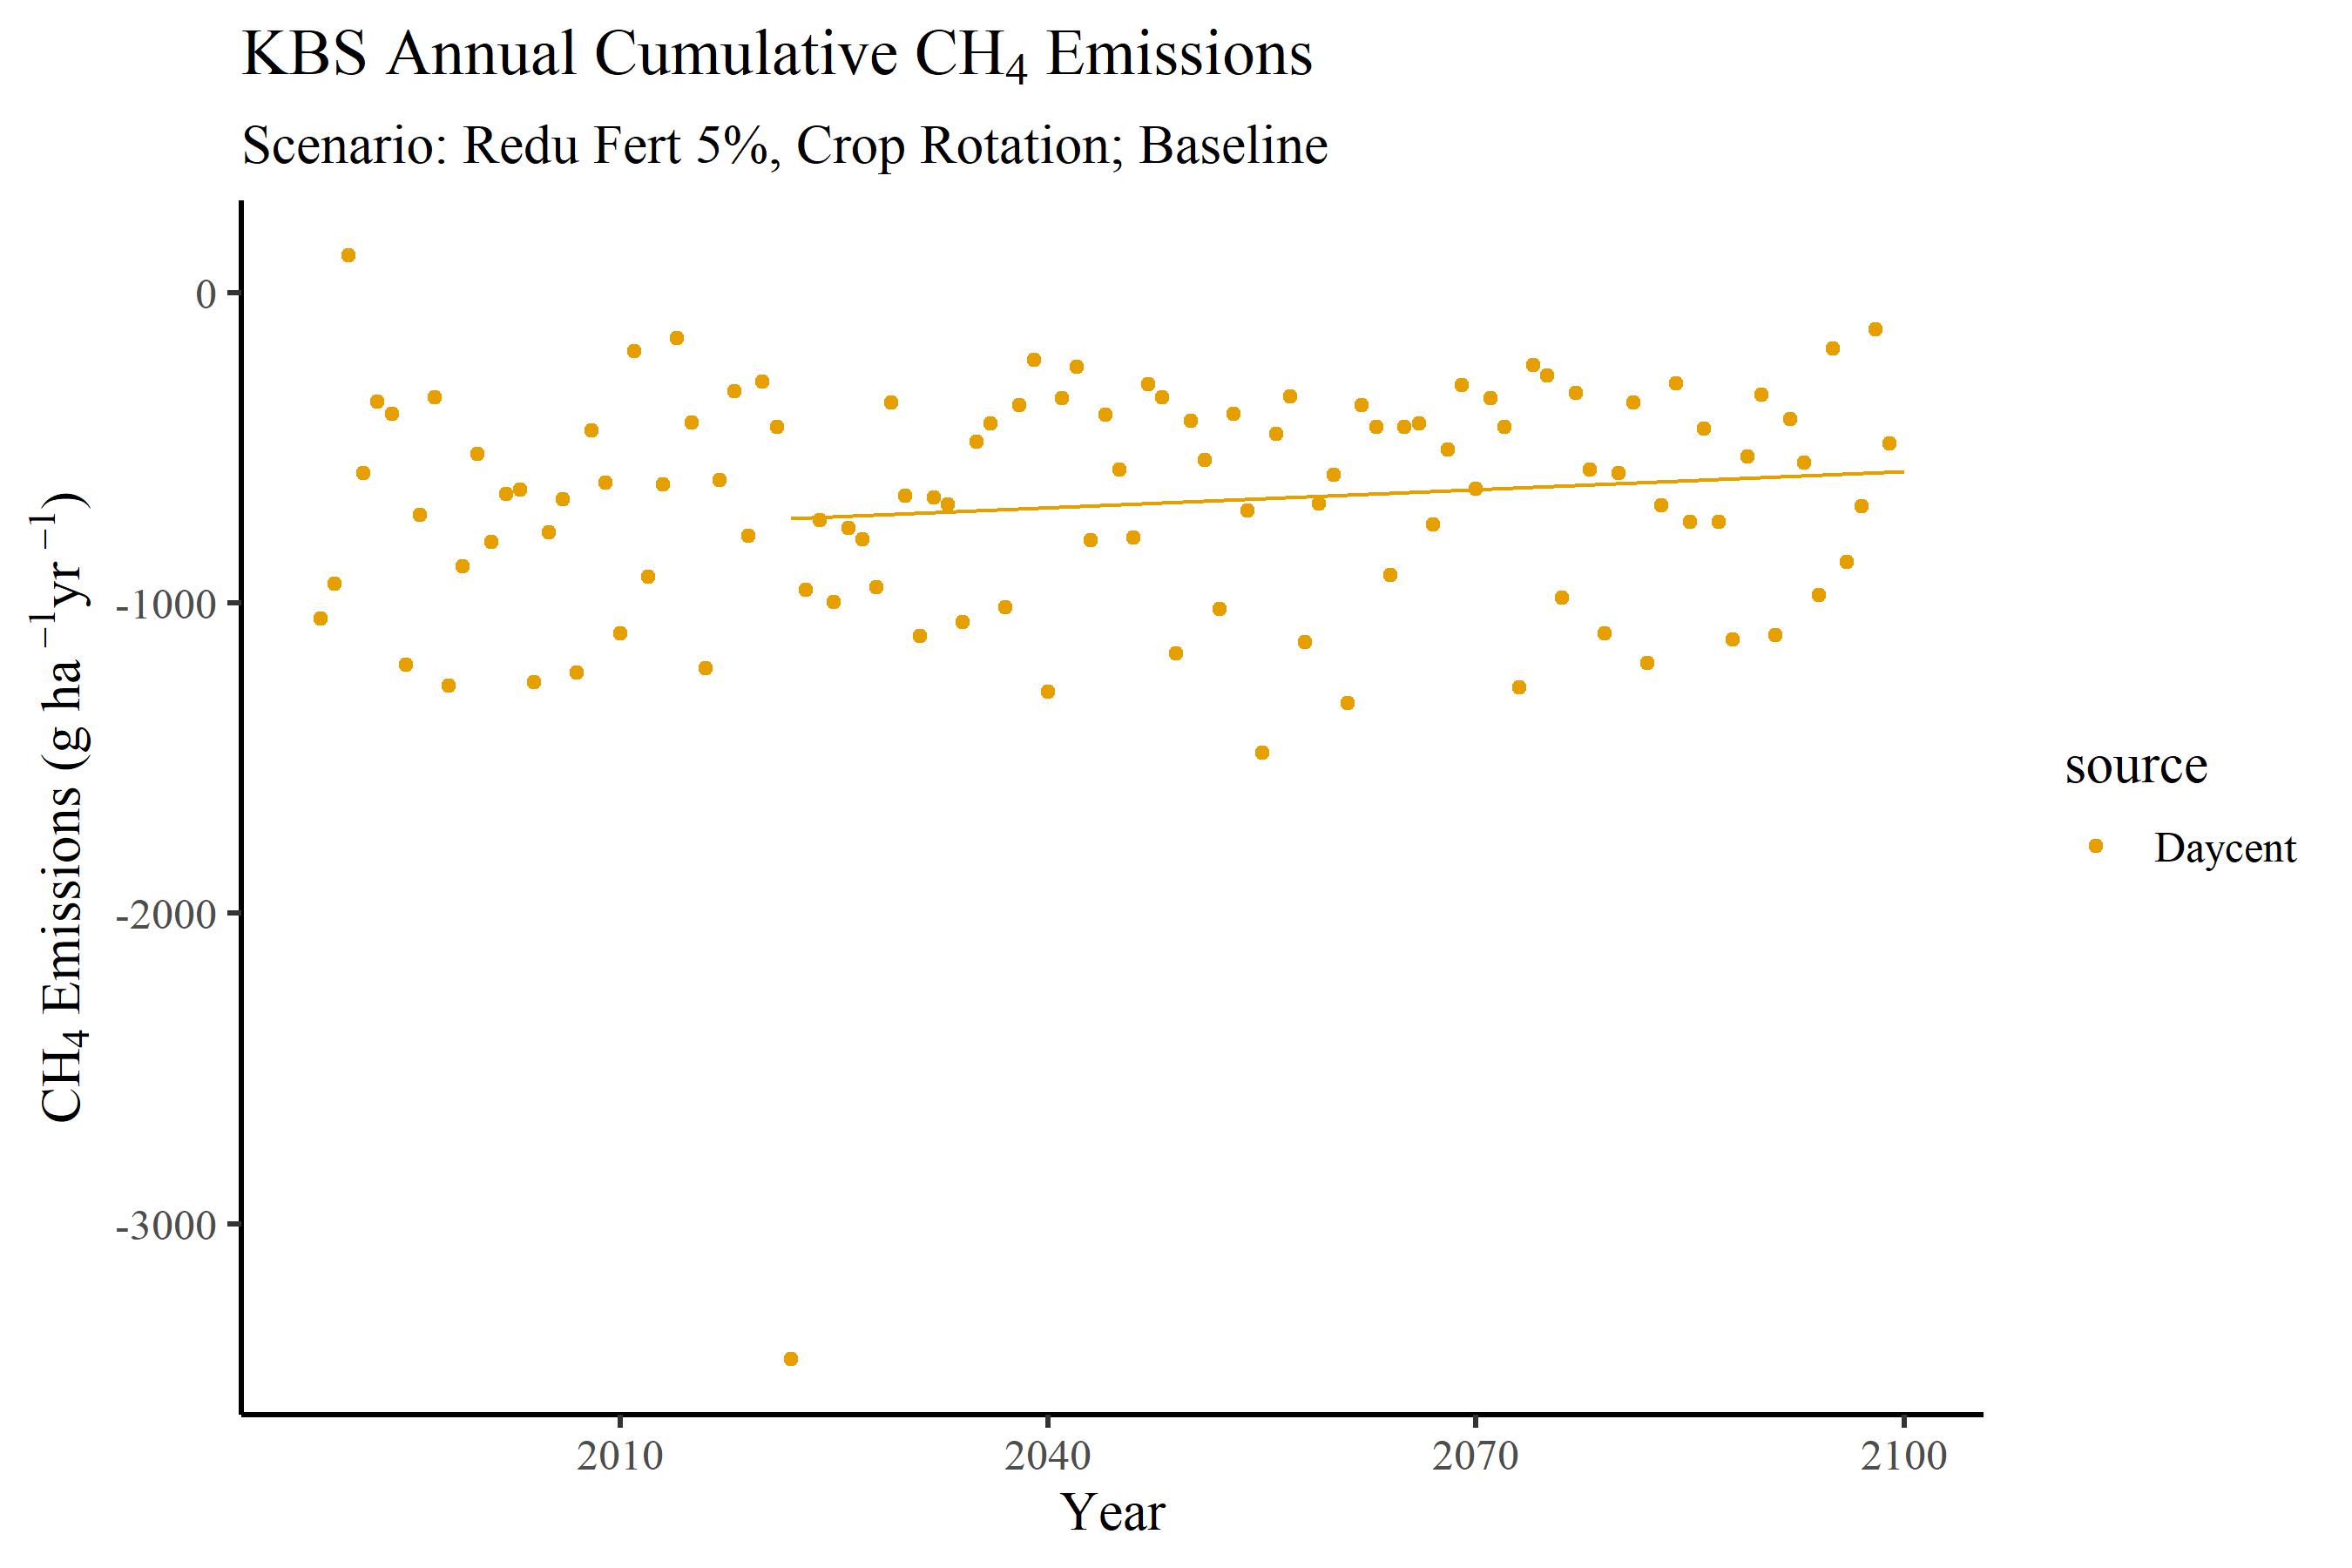 KBS Annual Cumulative CH₄ Emissions
Scenario: Redu Fert 5%, Crop Rotation; Baseline
CH₄ Emissions (g ha ⁻¹yr ⁻¹)
0
-1000
-2000
-3000
2010 2040 2070 2100
Year
source
Daycent